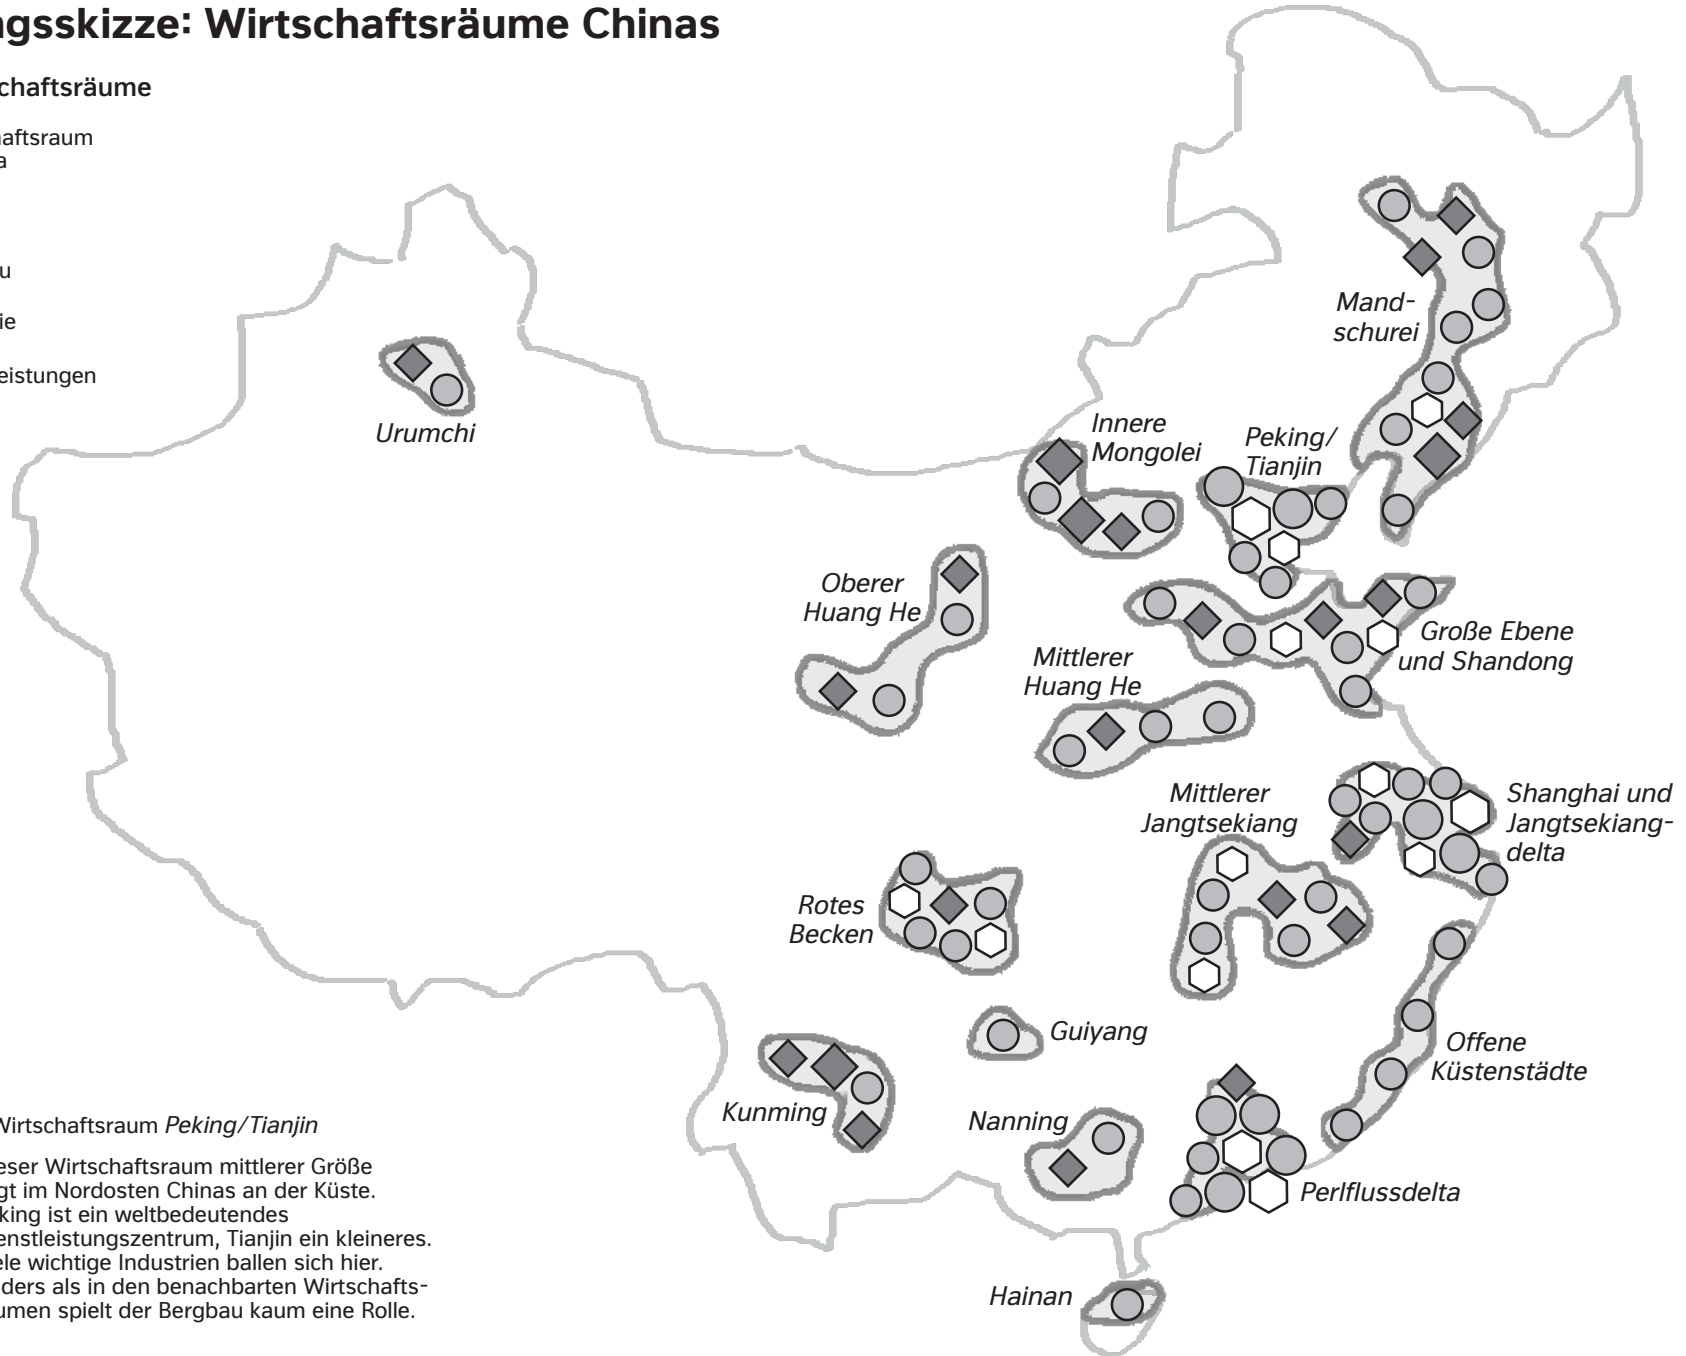 ngsskizze: Wirtschaftsräume Chinas
schaftsräume
aftsraum
a
u
ie
eistungen
Mand-
schurei
Urumchi
Innere
Mongolei
Peking/
Tianjin
Oberer
Huang He
Große Ebene
und Shandong
Mittlerer
Huang He
Mittlerer
Jangtsekiang
Shanghai und
Jangtsekiang-
delta
Rotes
Becken
Guiyang
Offene
Küstenstädte
Kunming
Nanning
Perlflussdelta
Hainan
Wirtschaftsraum Peking/Tianjin
eser Wirtschaftsraum mittlerer Größe
gt im Nordosten Chinas an der Küste.
king ist ein weltbedeutendes
enstleistungszentrum, Tianjin ein kleineres.
ele wichtige Industrien ballen sich hier.
ders als in den benachbarten Wirtschafts-
umen spielt der Bergbau kaum eine Rolle.